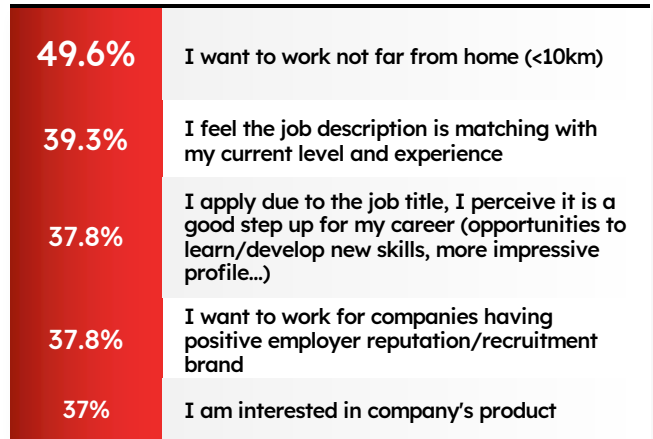 49.6%
I want to work not far from home (<10km)
39.3%
I feel the job description is matching with
my current level and experience
37.8%
I apply due to the job title, I perceive it is a
good step up for my career (opportunities to
learn/develop new skills, more impressive
profile...)
37.8%
I want to work for companies having
positive employer reputation/recruitment
brand
37%
I am interested in company's product